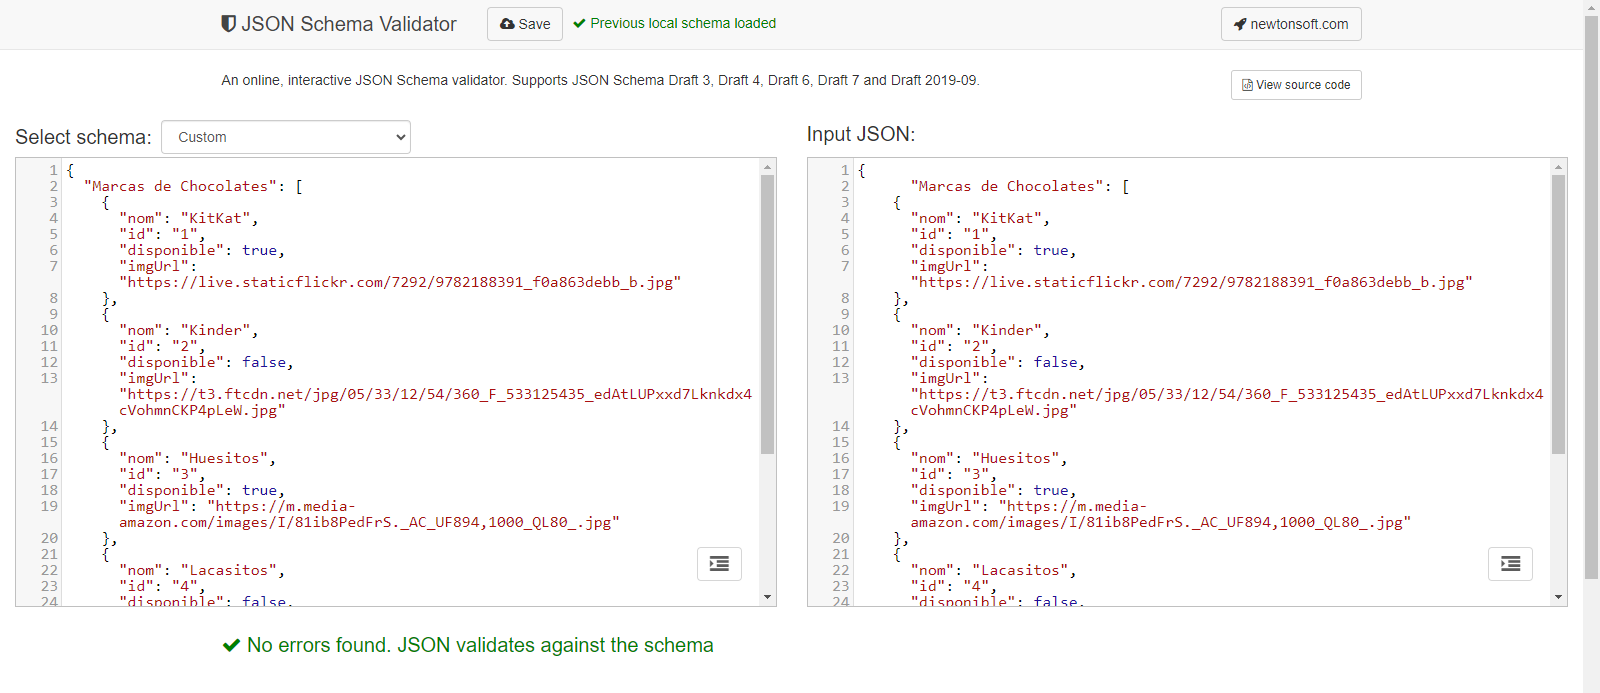 JSON Schema Validator
Save
Previous local schema loaded
newtonsoft.com
An online, interactive JSON Schema validator. Supports JSON Schema Draft 3, Draft 4, Draft 6, Draft 7 and Draft 2019-09.
View source code
Select schema:
Custom
1 {
2 "Marcas de Chocolates": [
3 {
4 "nom": "KitKat",
5 "id": "1",
6 "disponible": true,
7 "imgUrl":
"https://live.staticflickr.com/7292/9782188391_f0a863debb_b.jpg"
8 },
9 {
10 "nom": "Kinder",
11 "id": "2",
12 "disponible": false,
13 "imgUrl":
"https://t3.ftcdn.net/jpg/05/33/12/54/360_F_533125435_edAtLUPxxd7Lknkdx4
cVohmnCKP4pLeW.jpg"
14 },
15 {
16 "nom": "Huesitos",
17 "id": "3",
18 "disponible": true,
19 "imgUrl": "https://m.media-
amazon.com/images/I/81ib8PedFrS._AC_UF894,1000_QL80_.jpg"
20 },
21 {
22 "nom": "Lacasitos",
23 "id": "4",
24 "disponible": false,
Input JSON:
1 {
2 "Marcas de Chocolates": [
3 {
4 "nom": "KitKat",
5 "id": "1",
6 "disponible": true,
7 "imgUrl":
"https://live.staticflickr.com/7292/9782188391_f0a863debb_b.jpg"
8 },
9 {
10 "nom": "Kinder",
11 "id": "2",
12 "disponible": false,
13 "imgUrl":
"https://t3.ftcdn.net/jpg/05/33/12/54/360_F_533125435_edAtLUPxxd7Lknkdx4
cVohmnCKP4pLeW.jpg"
14 },
15 {
16 "nom": "Huesitos",
17 "id": "3",
18 "disponible": true,
19 "imgUrl": "https://m.media-
amazon.com/images/I/81ib8PedFrS._AC_UF894,1000_QL80_.jpg"
20 },
21 {
22 "nom": "Lacasitos",
23 "id": "4",
24 "disponible": false,
No errors found. JSON validates against the schema